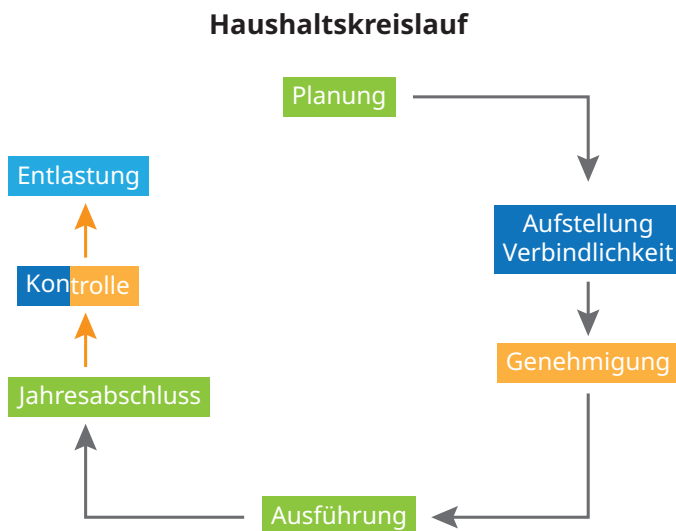 Haushaltskreislauf
Planung
Entlastung
Aufstellung
Verbindlichkeit
Kontrolle
Genehmigung
Jahresabschluss
Ausführung